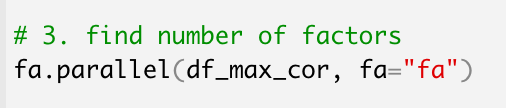 # 3. find number of factors
fa.parallel(df_max_cor, fa="fa")